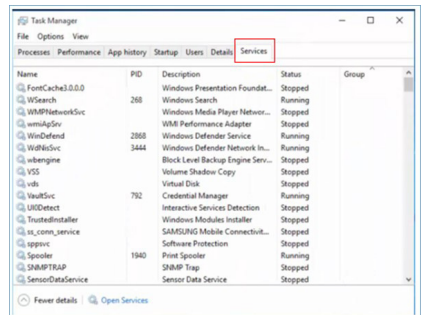 Task Manager
File Options View
Processes Performance App history Startup Users Details Services
Name PID Description Status Group
FontCache3.0.0.0 Windows Presentation Foundat... Stopped
WSearch 268 Windows Search Running
WMPNetworkSvc Windows Media Player Networ... Stopped
wmiApSrv WMI Performance Adapter Stopped
WinDefend 2868 Windows Defender Service Running
WdNisSvc 3444 Windows Defender Network In... Running
wbengine Block Level Backup Engine Serv... Stopped
VSS Volume Shadow Copy Stopped
vds Virtual Disk Stopped
VaultSvc 792 Credential Manager Running
UI0Detect Interactive Services Detection Stopped
TrustedInstaller Windows Modules Installer Stopped
ss_conn_service SAMSUNG Mobile Connectivit... Stopped
sppsvc Software Protection Stopped
Spooler 1940 Print Spooler Running
SNMPTRAP SNMP Trap Stopped
SensorDataService Sensor Data Service Stopped
Fewer details Open Services